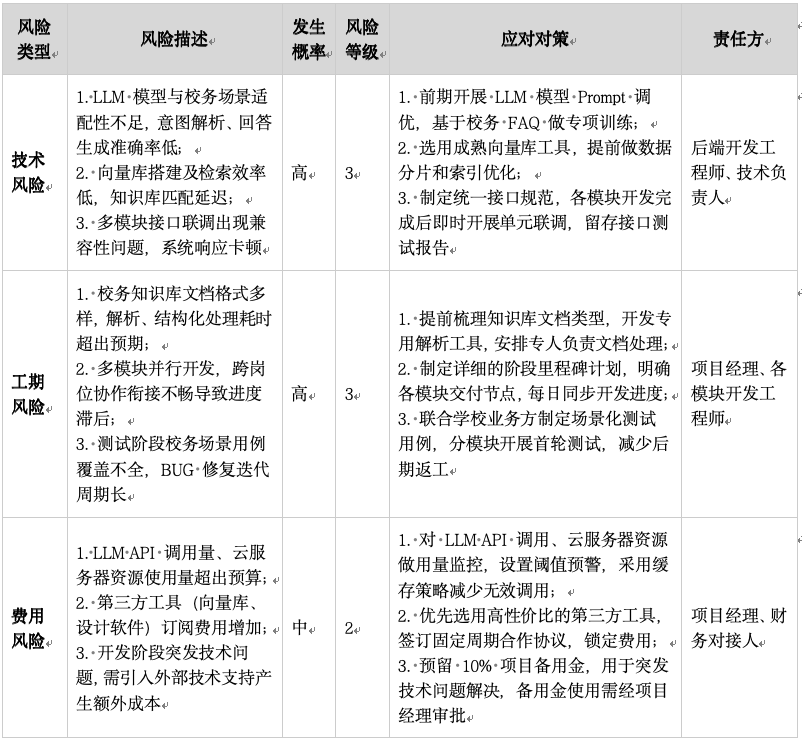 风险类型
风险描述
发生概率
风险等级
应对对策
责任方
技术风险
1. LLM 模型与校务场景适
配性不足，意图解析、回答
生成准确率低；
2. 向量库搭建及检索效率
低，知识库匹配延迟；
3. 多模块接口联调出现兼
容性问题，系统响应卡顿
高
3
1. 前期开展 LLM 模型 Prompt 调
优，基于校务 FAQ 做专项训练；
2. 选用成熟向量库工具，提前做数据
分片和索引优化；
3. 制定统一接口规范，各模块开发完
成后即时开展单元联调，留存接口测
试报告
后端开发工
程师、技术负
责人
工期风险
1. 校务知识库文档格式多
样，解析、结构化处理耗时
超出预期；
2. 多模块并行开发，跨岗
位协作衔接不畅导致进度
滞后；
3. 测试阶段校务场景用例
覆盖不全，BUG 修复迭代
周期长
高
3
1. 提前梳理知识库文档类型，开发专
用解析工具，安排专人负责文档处理；
2. 制定详细的阶段里程碑计划，明确
各模块交付节点，每日同步开发进度；
3. 联合学校业务方制定场景化测试
用例，分模块开展首轮测试，减少后
期返工
项目经理、各
模块开发工
程师
费用风险
1. LLM API 调用量、云服
务器资源使用量超出预算；
2. 第三方工具（向量库、
设计软件）订阅费用增加；
3. 开发阶段突发技术问
题，需引入外部技术支持产
生额外成本
中
2
1. 对 LLM API 调用、云服务器资源
做用量监控，设置阈值预警，采用缓
存策略减少无效调用；
2. 优先选用高性价比的第三方工具，
签订固定周期合作协议，锁定费用；
3. 预留 10% 项目备用金，用于突发
技术问题解决，备用金使用需经项目
经理审批
项目经理、财
务对接人